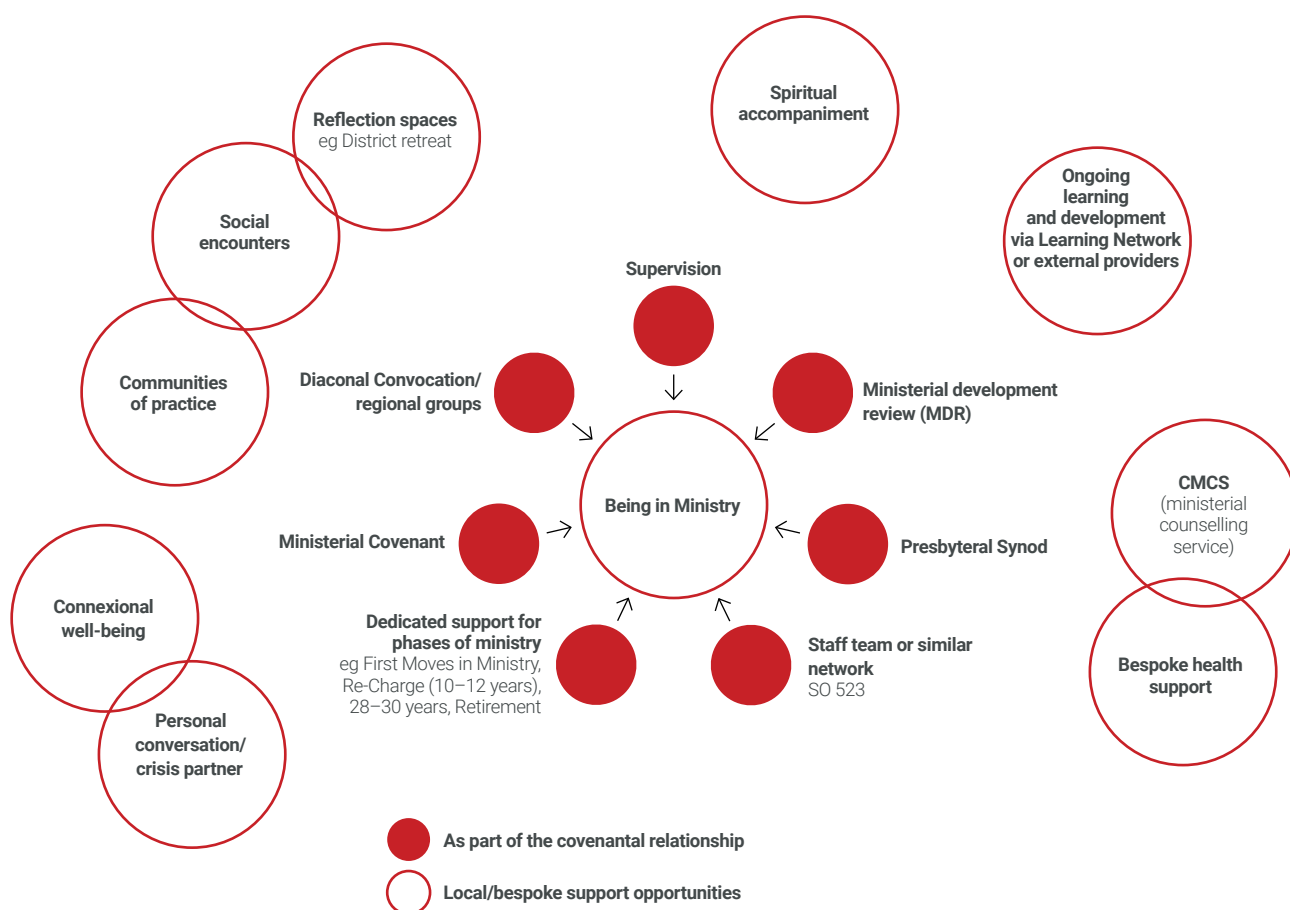 Reflection spaces
eg District retreat
Spiritual
accompaniment
Ongoing
learning
and development
via Learning Network
or external providers
Social
encounters
Supervision
Communities
of practice
Diaconal Convocation/
regional groups
Ministerial development
review (MDR)
Being in Ministry
CMCS
(ministerial
counselling
service)
Ministerial Covenant
Presbyteral Synod
Connexional
well-being
Dedicated support for
phases of ministry
eg First Moves in Ministry,
Re-Charge (10–12 years),
28–30 years, Retirement
Staff team or similar
network
SO 523
Bespoke health
support
Personal
conversation/
crisis partner
As part of the covenantal relationship
Local/bespoke support opportunities